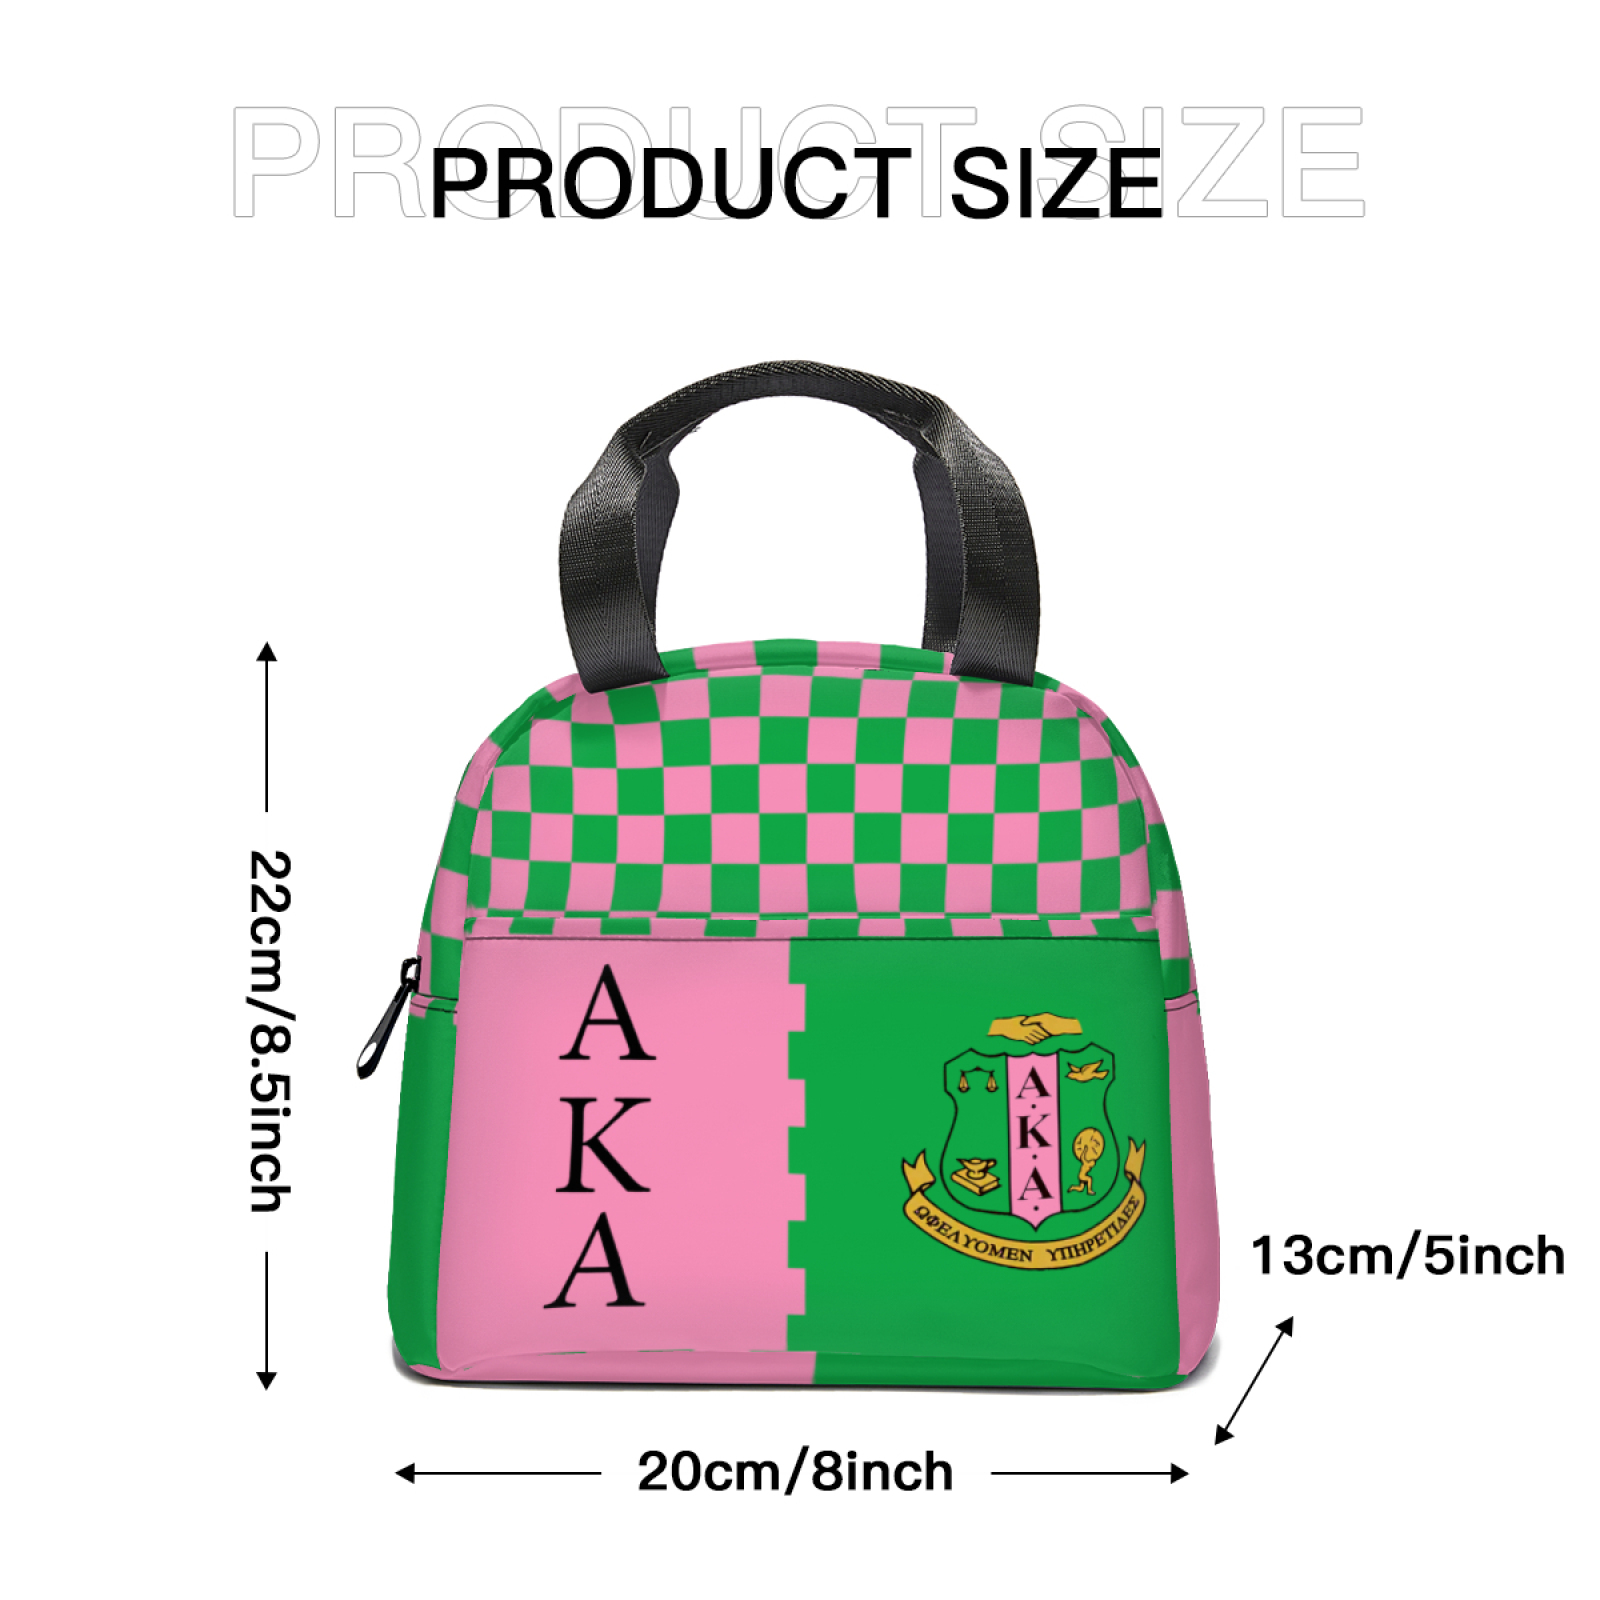 PRODUCT SIZE
PRODUCT SIZE
22cm/8.5inch
Α
Κ
Α
Α
Κ
Α
ΩΦΕΛΥΟΜΕΝ ΥΠΗΡΕΤΙΔΕΣ
13cm/5inch
20cm/8inch